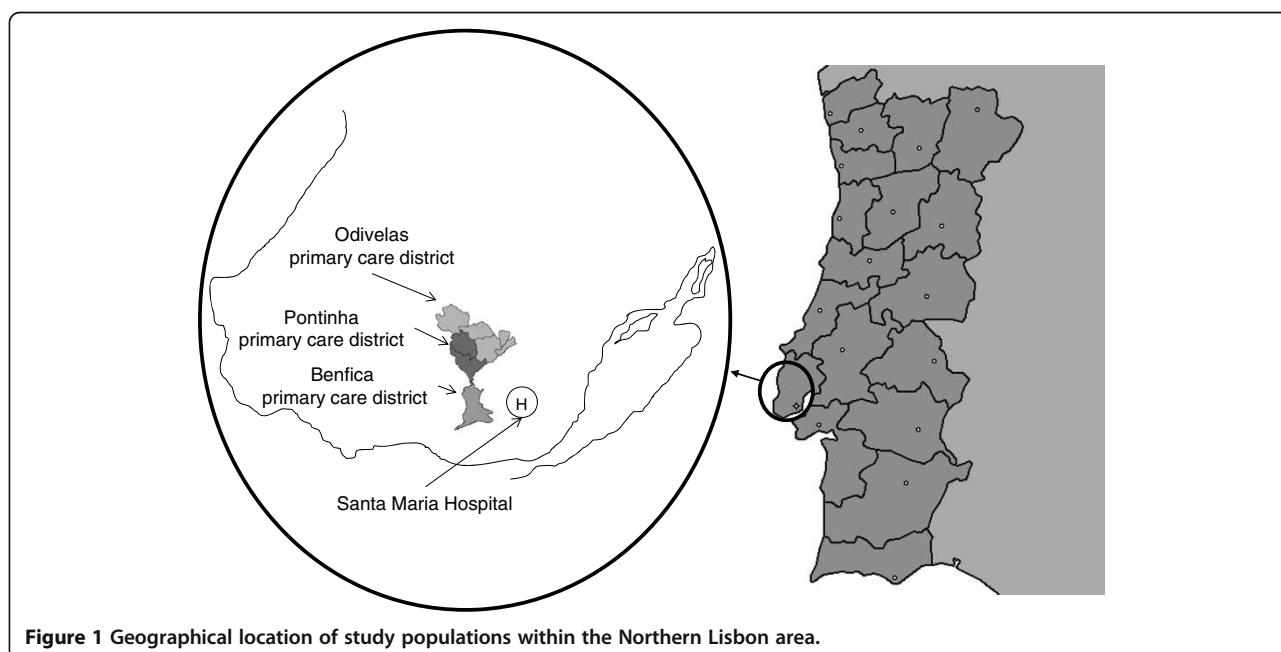 Odivelas
primary care district
Pontinha
primary care district
Benfica
primary care district
H
Santa Maria Hospital
Figure 1 Geographical location of study populations within the Northern Lisbon area.